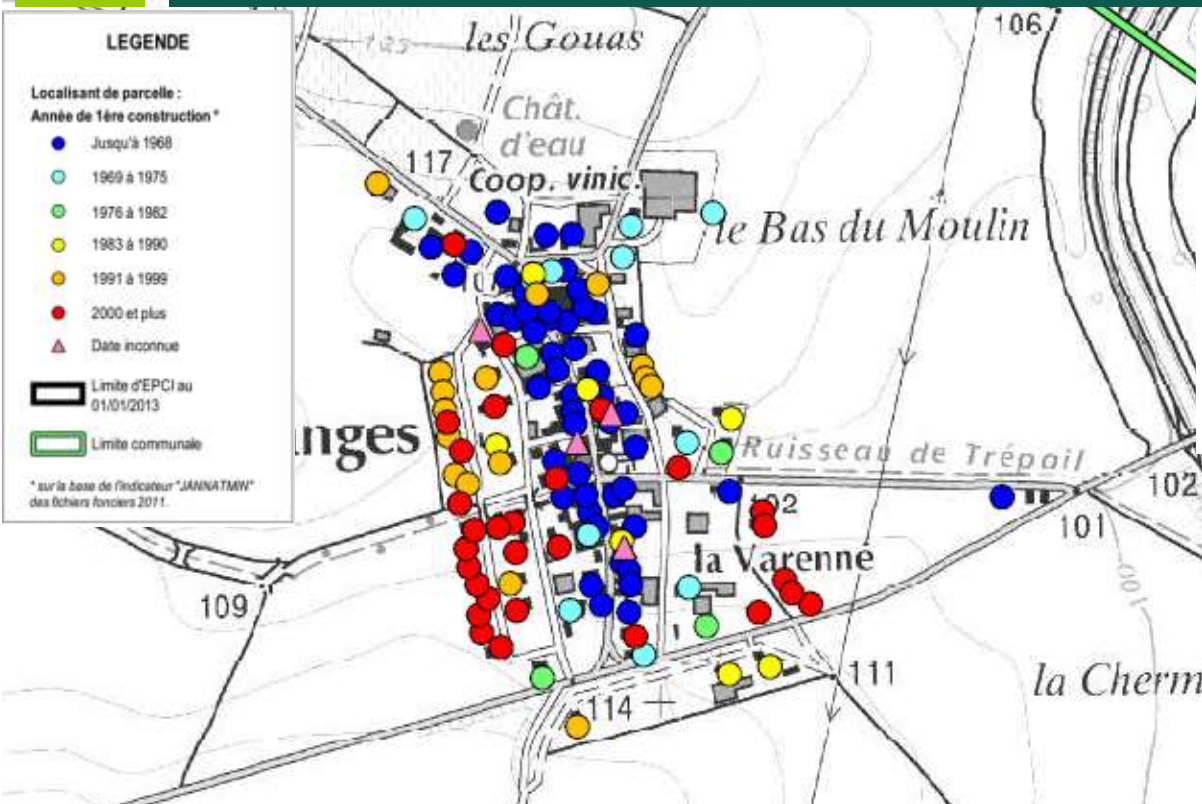 LEGENDE
Localisant de parcelle :
Année de 1ère construction *
Jusqu'à 1968
1969 à 1975
1976 à 1982
1983 à 1990
1991 à 1999
2000 et plus
Date inconnue
Limite d'EPCI au
01/01/2013
Limite communale
* sur la base de l'indicateur "JANNATMIN"
des fichiers fonciers 2011.
125
les Gouas
106
Chât.
d'eau
117
Coop. vinic.
le Bas du Moulin
nges
Ruisseau de Trépail
102
102
101
la Varenne
100
109
111
la Cherm
114